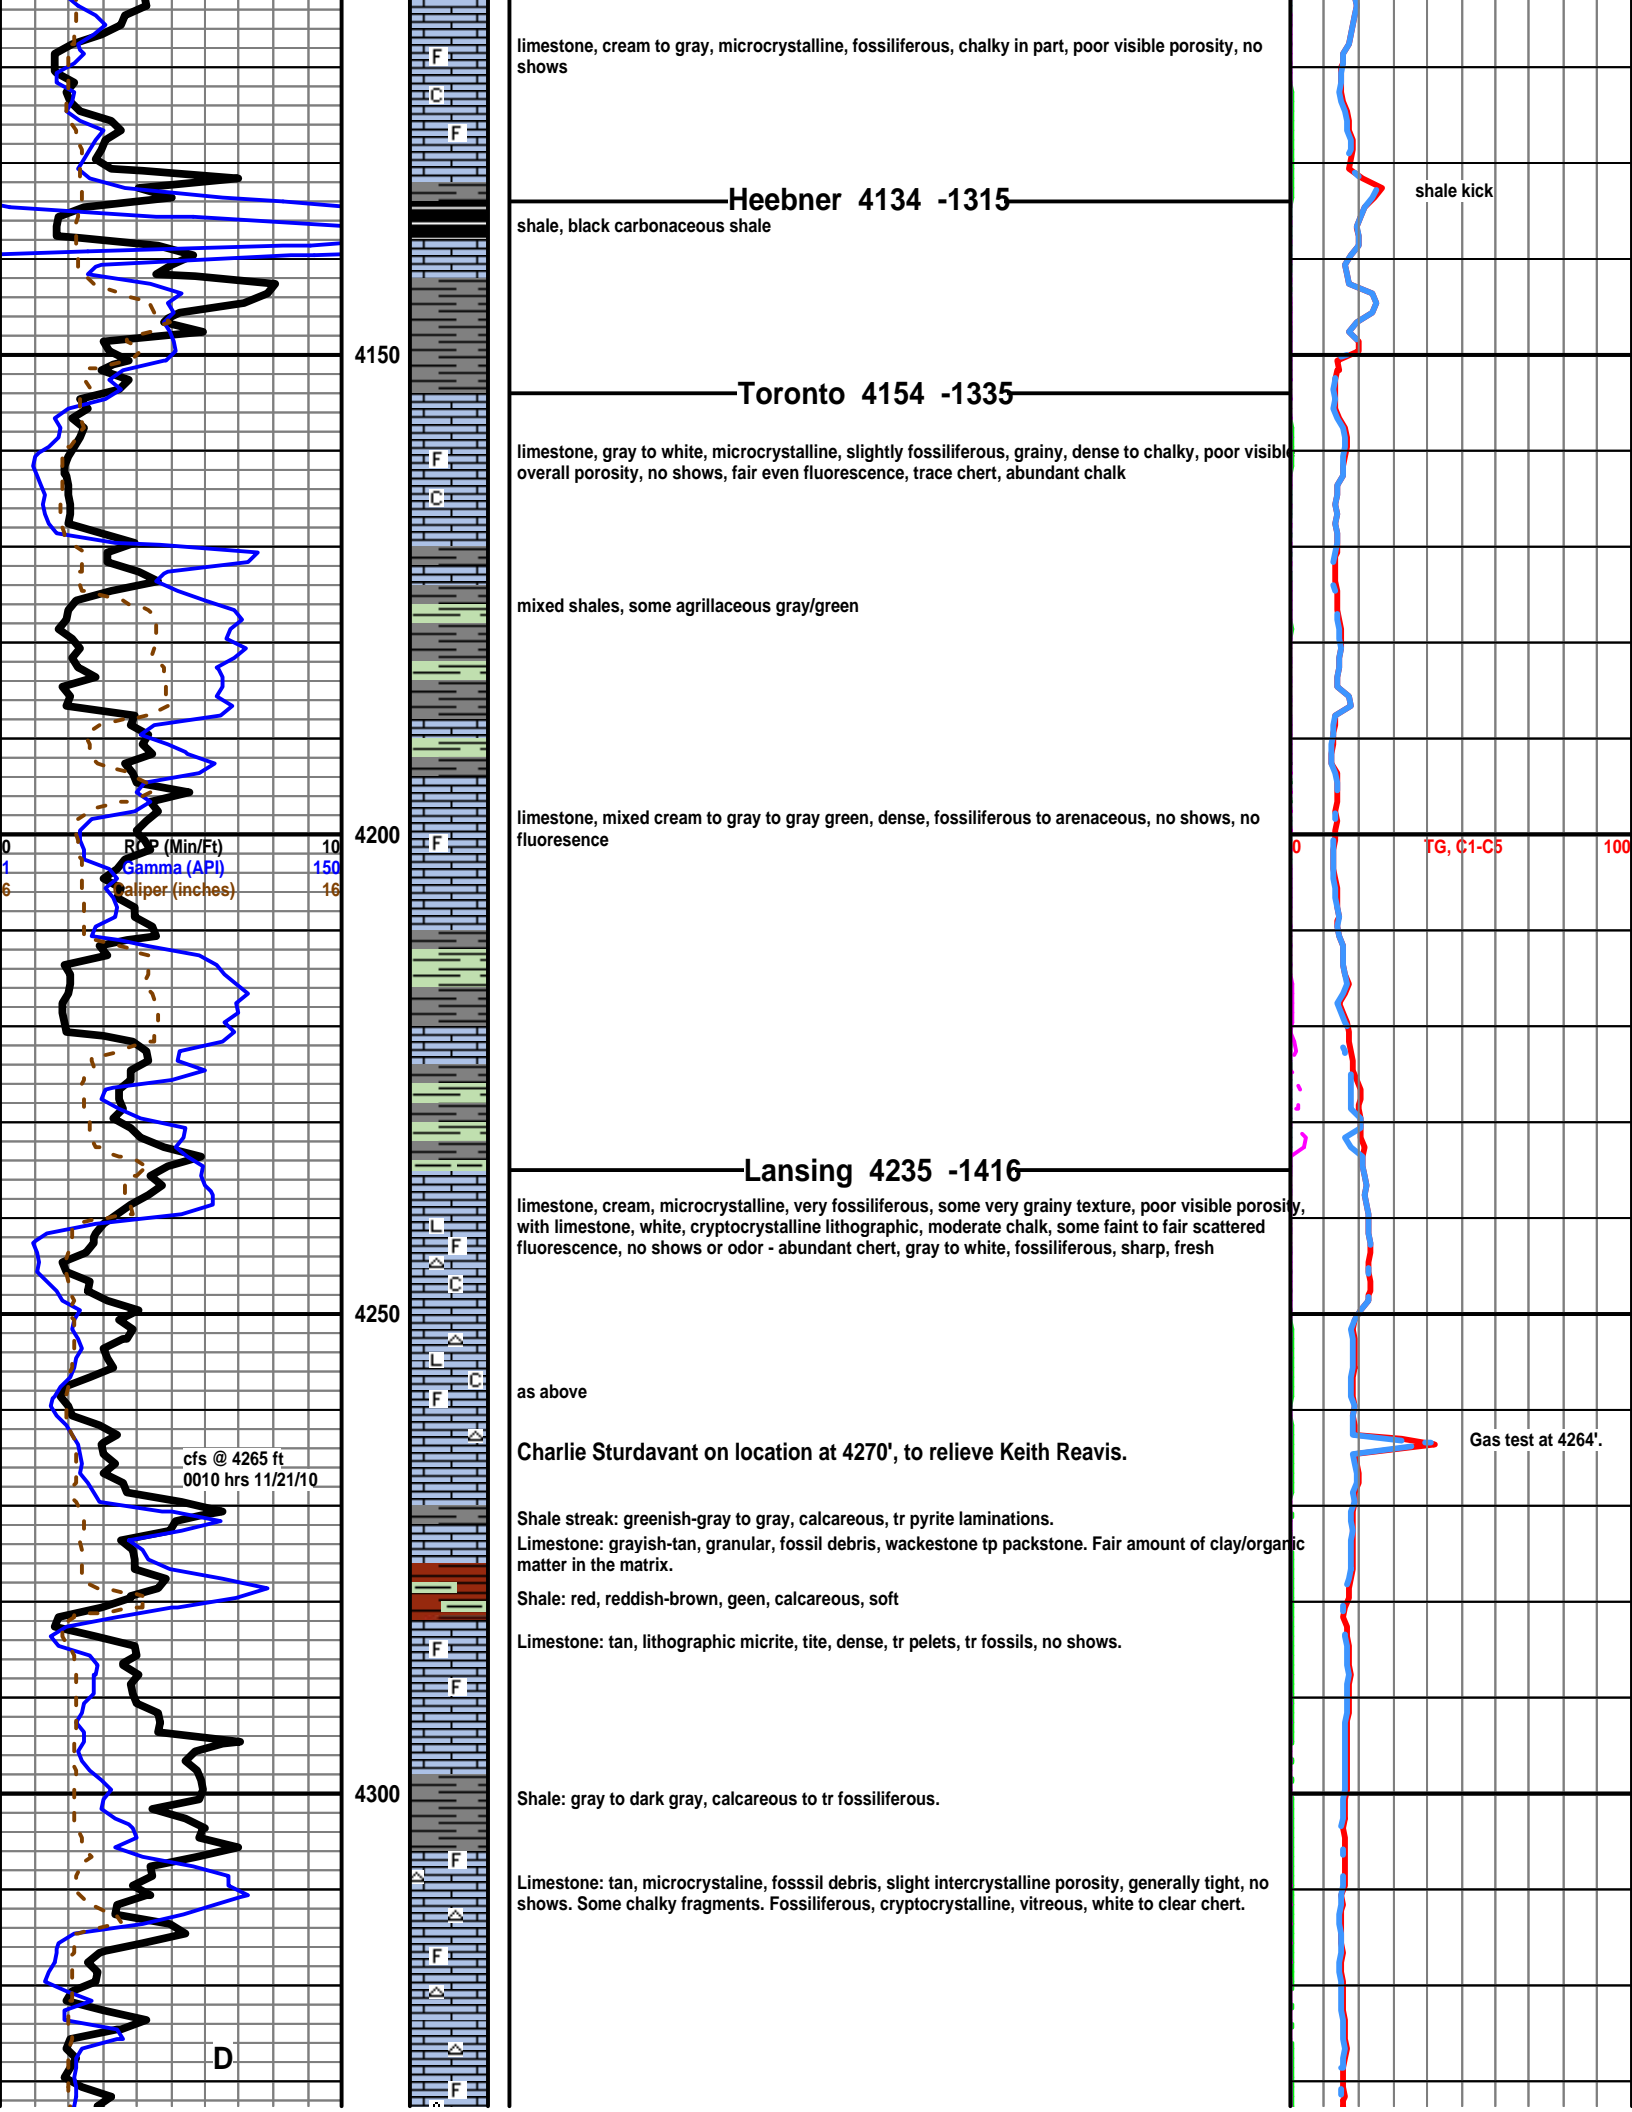 limestone, cream to gray, microcrystalline, fossiliferous, chalky in part, poor visible porosity, no
shows
F
C
F
Heebner 4134 -1315
shale kick
shale, black carbonaceous shale
4150
Toronto 4154 -1335
limestone, gray to white, microcrystalline, slightly fossiliferous, grainy, dense to chalky, poor visible
overall porosity, no shows, fair even fluorescence, trace chert, abundant chalk
F
C
mixed shales, some agrillaceous gray/green
limestone, mixed cream to gray to gray green, dense, fossiliferous to arenaceous, no shows, no
fluoresence
4200
F
0 ROP (Min/Ft) 10
1 Gamma (API) 150
6 Caliper (inches) 16
0 TG, C1-C5 100
Lansing 4235 -1416
limestone, cream, microcrystalline, very fossiliferous, some very grainy texture, poor visible porosity,
with limestone, white, cryptocrystalline lithographic, moderate chalk, some faint to fair scattered
fluorescence, no shows or odor - abundant chert, gray to white, fossiliferous, sharp, fresh
L
F
C
4250
L
C
F
as above
Charlie Sturdavant on location at 4270', to relieve Keith Reavis.
Gas test at 4264'.
cfs @ 4265 ft
0010 hrs 11/21/10
Shale streak: greenish-gray to gray, calcareous, tr pyrite laminations.
Limestone: grayish-tan, granular, fossil debris, wackestone tp packstone. Fair amount of clay/organic
matter in the matrix.
Shale: red, reddish-brown, geen, calcareous, soft
Limestone: tan, lithographic micrite, tite, dense, tr pelets, tr fossils, no shows.
F
F
4300
Shale: gray to dark gray, calcareous to tr fossiliferous.
F
Limestone: tan, microcrystaline, fosssil debris, slight intercrystalline porosity, generally tight, no
shows. Some chalky fragments. Fossiliferous, cryptocrystalline, vitreous, white to clear chert.
F
D
F